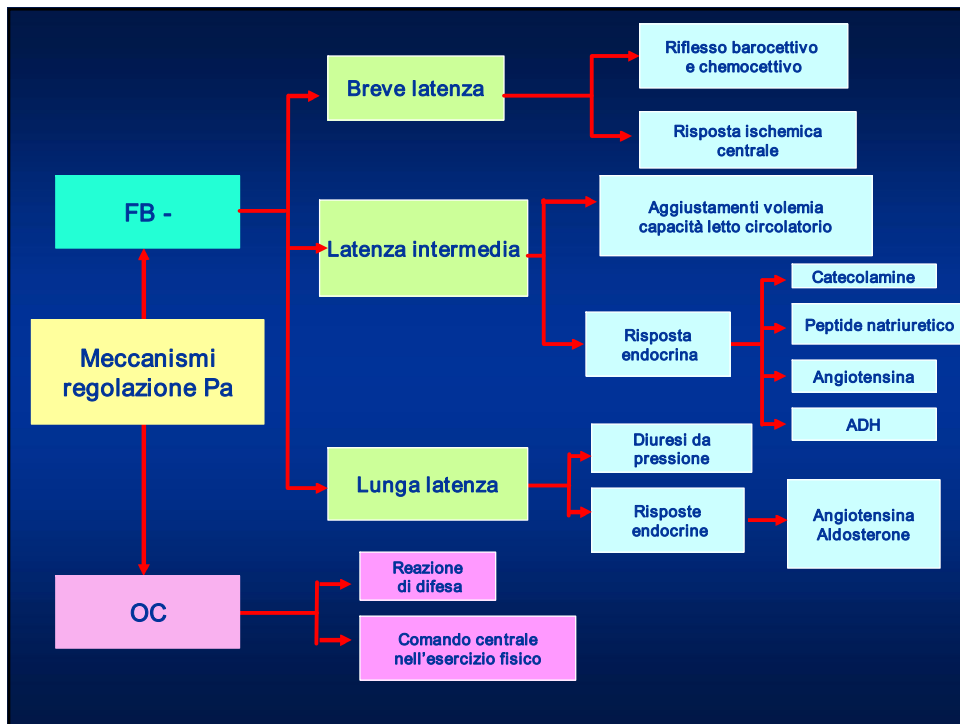 Riflesso barocettivo
e chemocettivo
Breve latenza
Risposta ischemica
centrale
FB -
Aggiustamenti volemia
capacità letto circolatorio
Latenza intermedia
Catecolamine
Peptide natriuretico
Risposta
endocrina
Meccanismi
regolazione Pa
Angiotensina
ADH
Diuresi da
pressione
Lunga latenza
Risposte
endocrine
Angiotensina
Aldosterone
Reazione
di difesa
OC
Comando centrale
nell'esercizio fisico